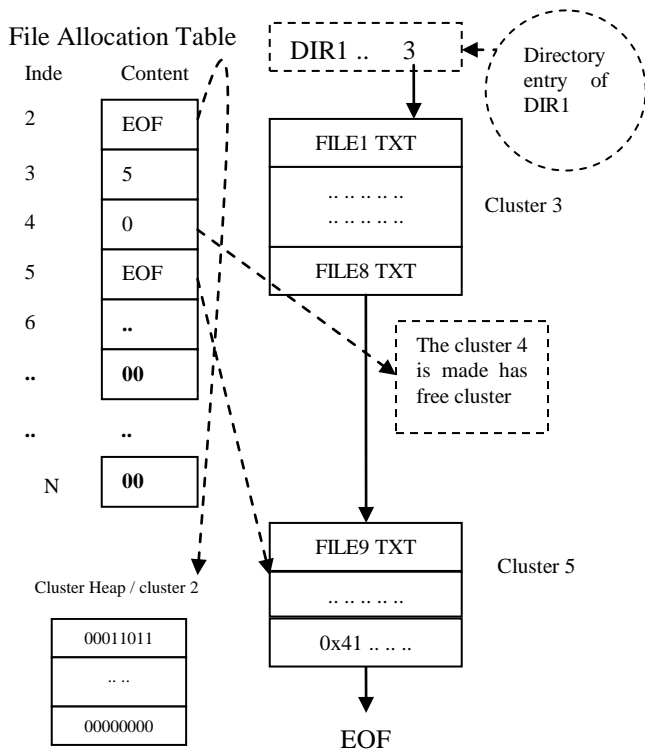 File Allocation Table
Inde Content
2 EOF
3 5
4 0
5 EOF
6 ..
.. 00
.. ..
N 00
Cluster Heap / cluster 2
00011011
.. ..
00000000
DIR1 .. 3
Directory
entry of
DIR1
FILE1 TXT
.. .. .. .. ..
.. .. .. .. ..
FILE8 TXT
Cluster 3
The cluster 4
is made has
free cluster
FILE9 TXT
.. .. .. .. ..
0x41 .. .. ..
Cluster 5
EOF